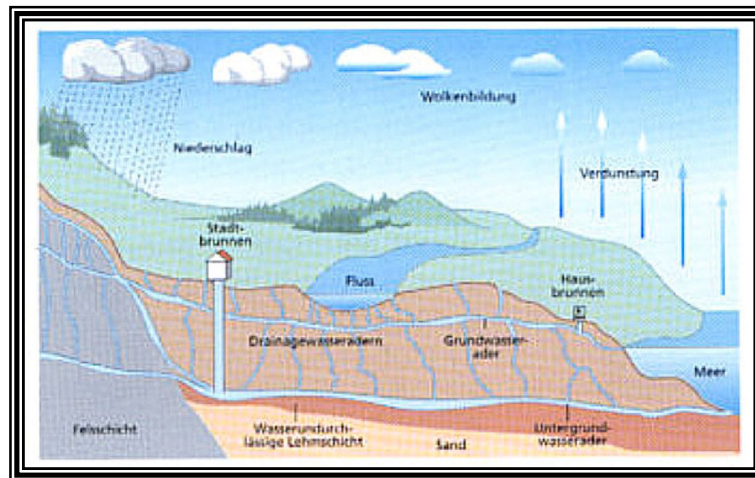 Wolkenbildung
Niederschlag
Verdunstung
Stadt-
brunnen
Fluss
Haus-
brunnen
Drainagewasseradern
Grundwasser-
ader
Meer
Felsschicht
Wasserundurch-
lässige Lehmschicht
Sand
Untergrund-
wasserader